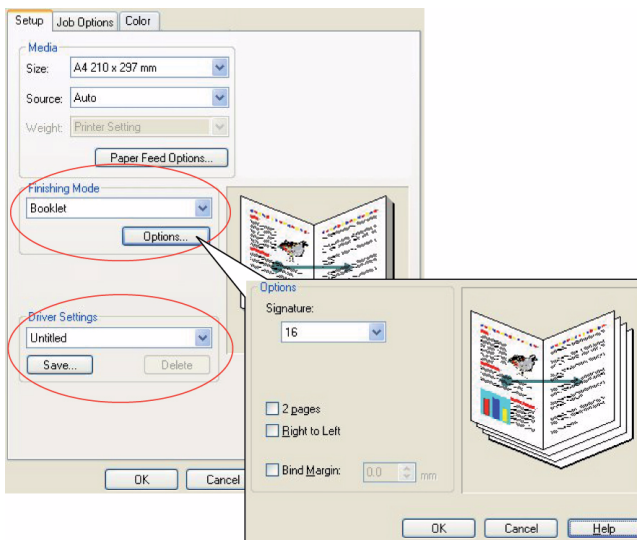 Setup Job Options Color
Media
Size: A4 210 x 297 mm
Source: Auto
Weight: Printer Setting
Paper Feed Options...
Finishing Mode
Booklet
Options...
Driver Settings
Untitled
Save... Delete
OK Cancel
Options
Signature:
16
2 pages
Right to Left
Bind Margin: 0.0 mm
OK Cancel Help